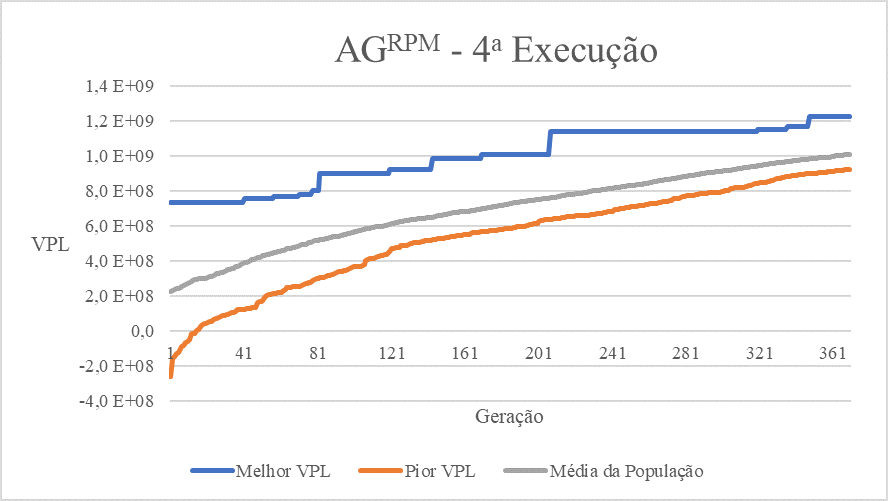 AGRPM - 4ª Execução
1,4 E+09
1,2 E+09
1,0 E+09
8,0 E+08
6,0 E+08
VPL
4,0 E+08
2,0 E+08
0,0
1 41 81 121 161 201 241 281 321 361
-2,0 E+08
-4,0 E+08
Geração
Melhor VPL Pior VPL Média da População